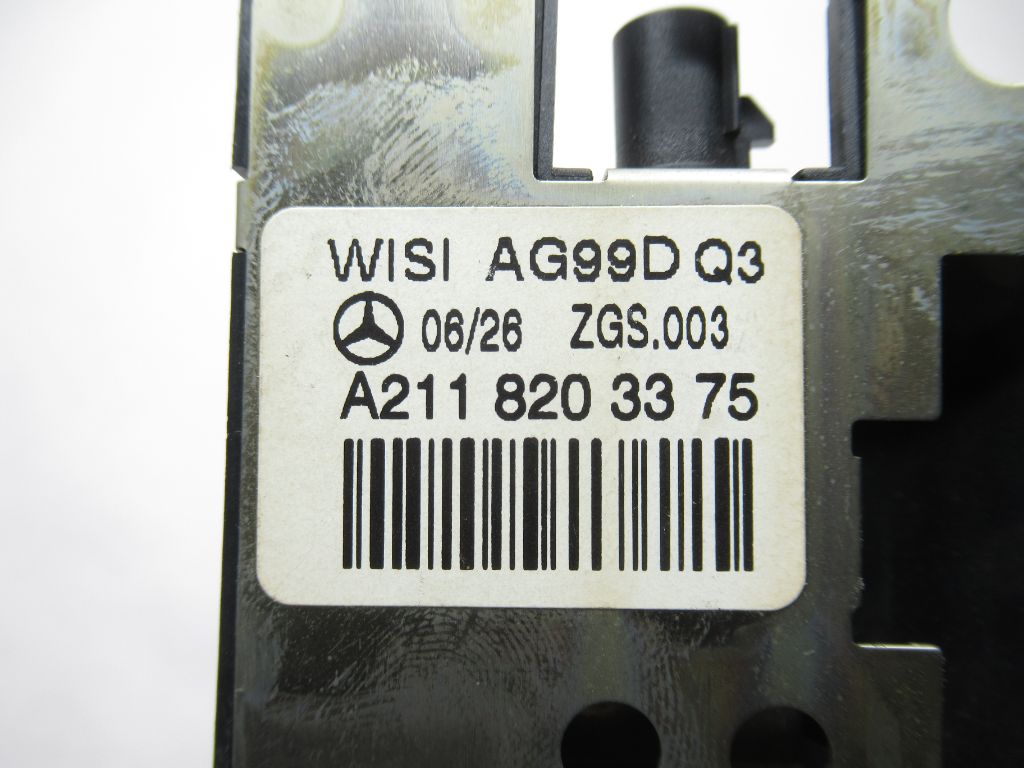 WISI AG99D Q3
06/26 ZGS.003
A211 820 33 75